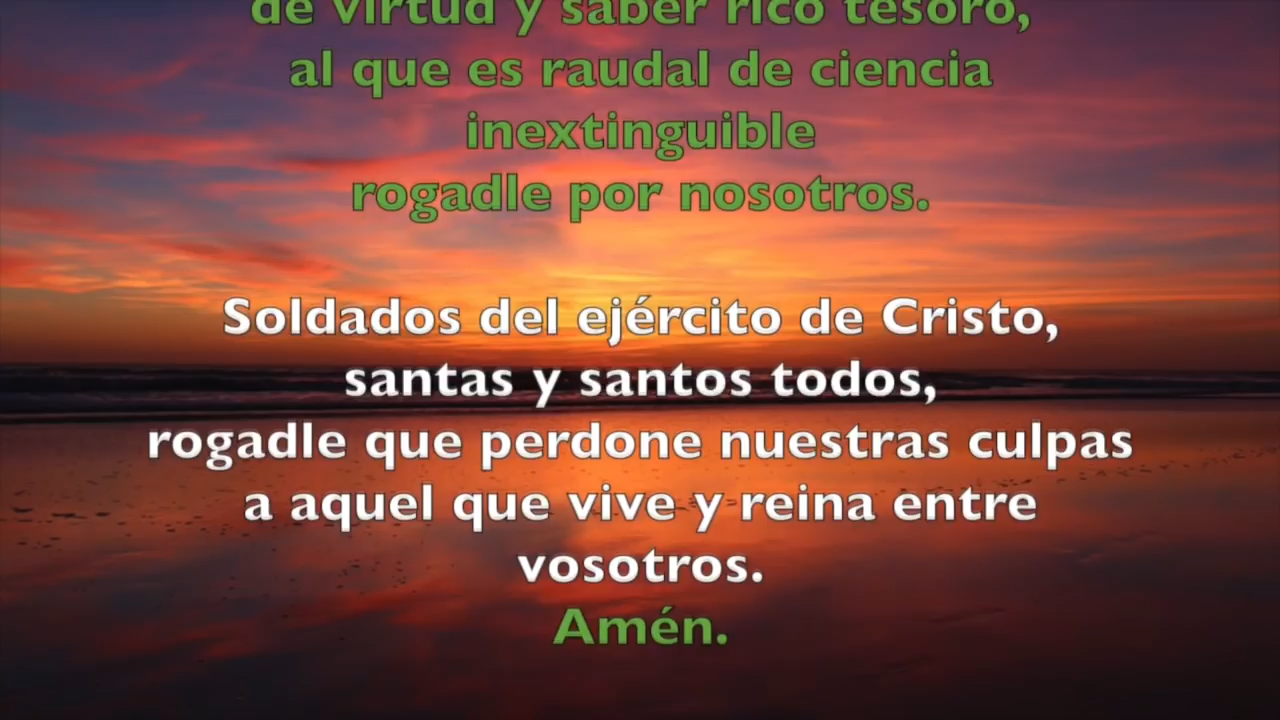 de virtud y saber rico tesoro,
al que es raudal de ciencia
inextinguible
rogadle por nosotros.
Soldados del ejército de Cristo,
santas y santos todos,
rogadle que perdone nuestras culpas
a aquel que vive y reina entre
vosotros.
Amén.